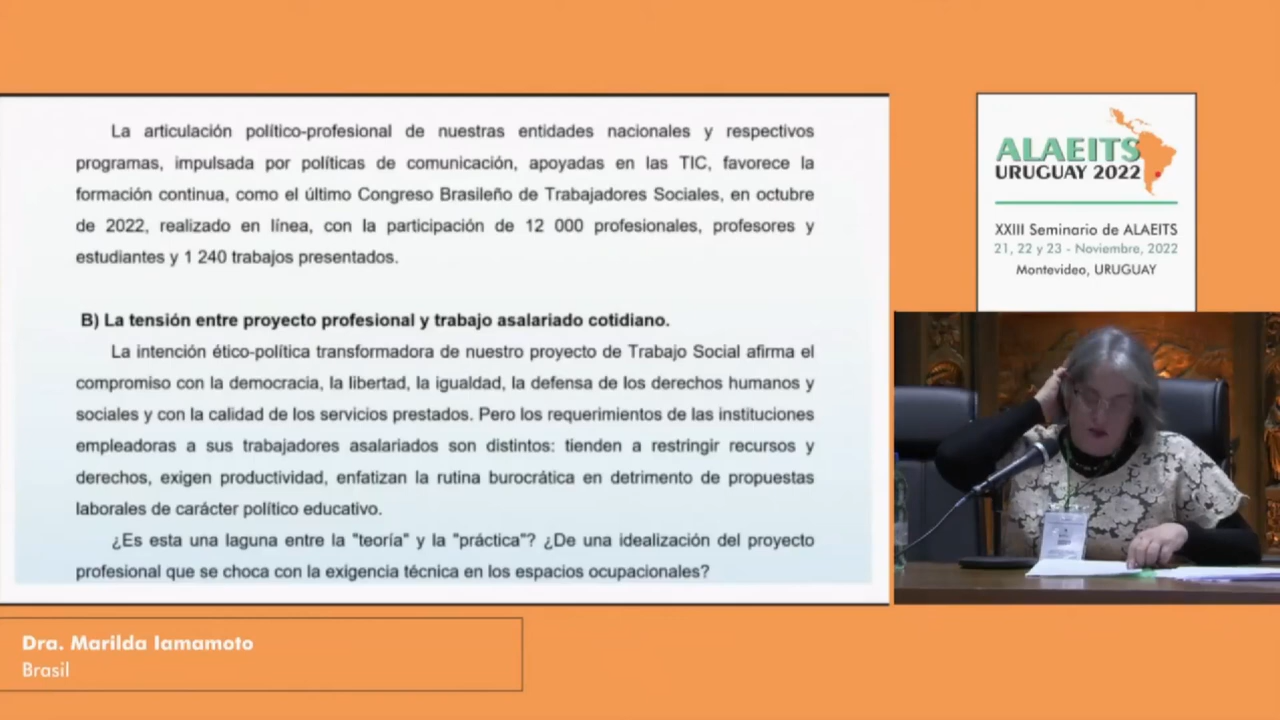 La articulación político-profesional de nuestras entidades nacionales y respectivos
programas, impulsada por políticas de comunicación, apoyadas en las TIC, favorece la
formación continua, como el último Congreso Brasileño de Trabajadores Sociales, en octubre
de 2022, realizado en línea, con la participación de 12 000 profesionales, profesores y
estudiantes y 1 240 trabajos presentados.
B) La tensión entre proyecto profesional y trabajo asalariado cotidiano.
La intención ético-política transformadora de nuestro proyecto de Trabajo Social afirma el
compromiso con la democracia, la libertad, la igualdad, la defensa de los derechos humanos y
sociales y con la calidad de los servicios prestados. Pero los requerimientos de las instituciones
empleadoras a sus trabajadores asalariados son distintos: tienden a restringir recursos y
derechos, exigen productividad, enfatizan la rutina burocrática en detrimento de propuestas
laborales de carácter político educativo.
¿Es esta una laguna entre la "teoría" y la "práctica"? ¿De una idealización del proyecto
profesional que se choca con la exigencia técnica en los espacios ocupacionales?
ALAEITS
URUGUAY 2022
XXIII Seminario de ALAEITS
21, 22 y 23 - Noviembre, 2022
Montevideo, URUGUAY
Dra. Marilda Iamamoto
Brasil